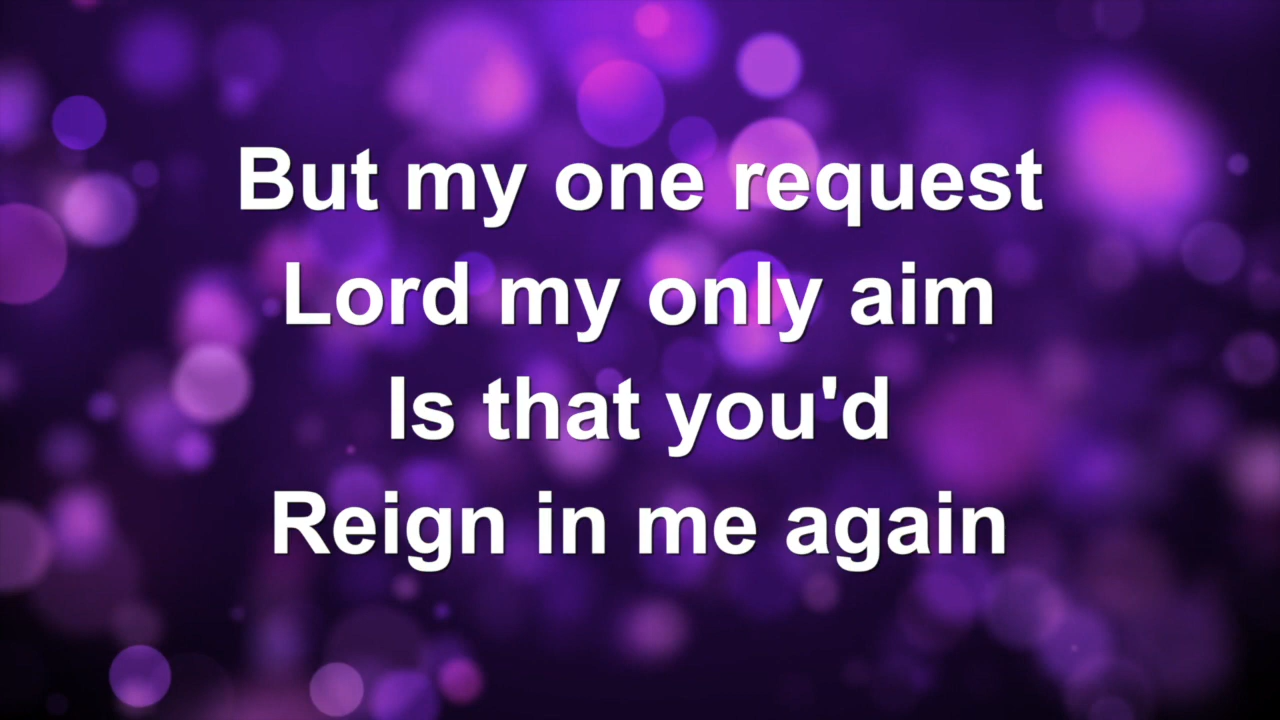 But my one request
Lord my only aim
Is that you'd
Reign in me again